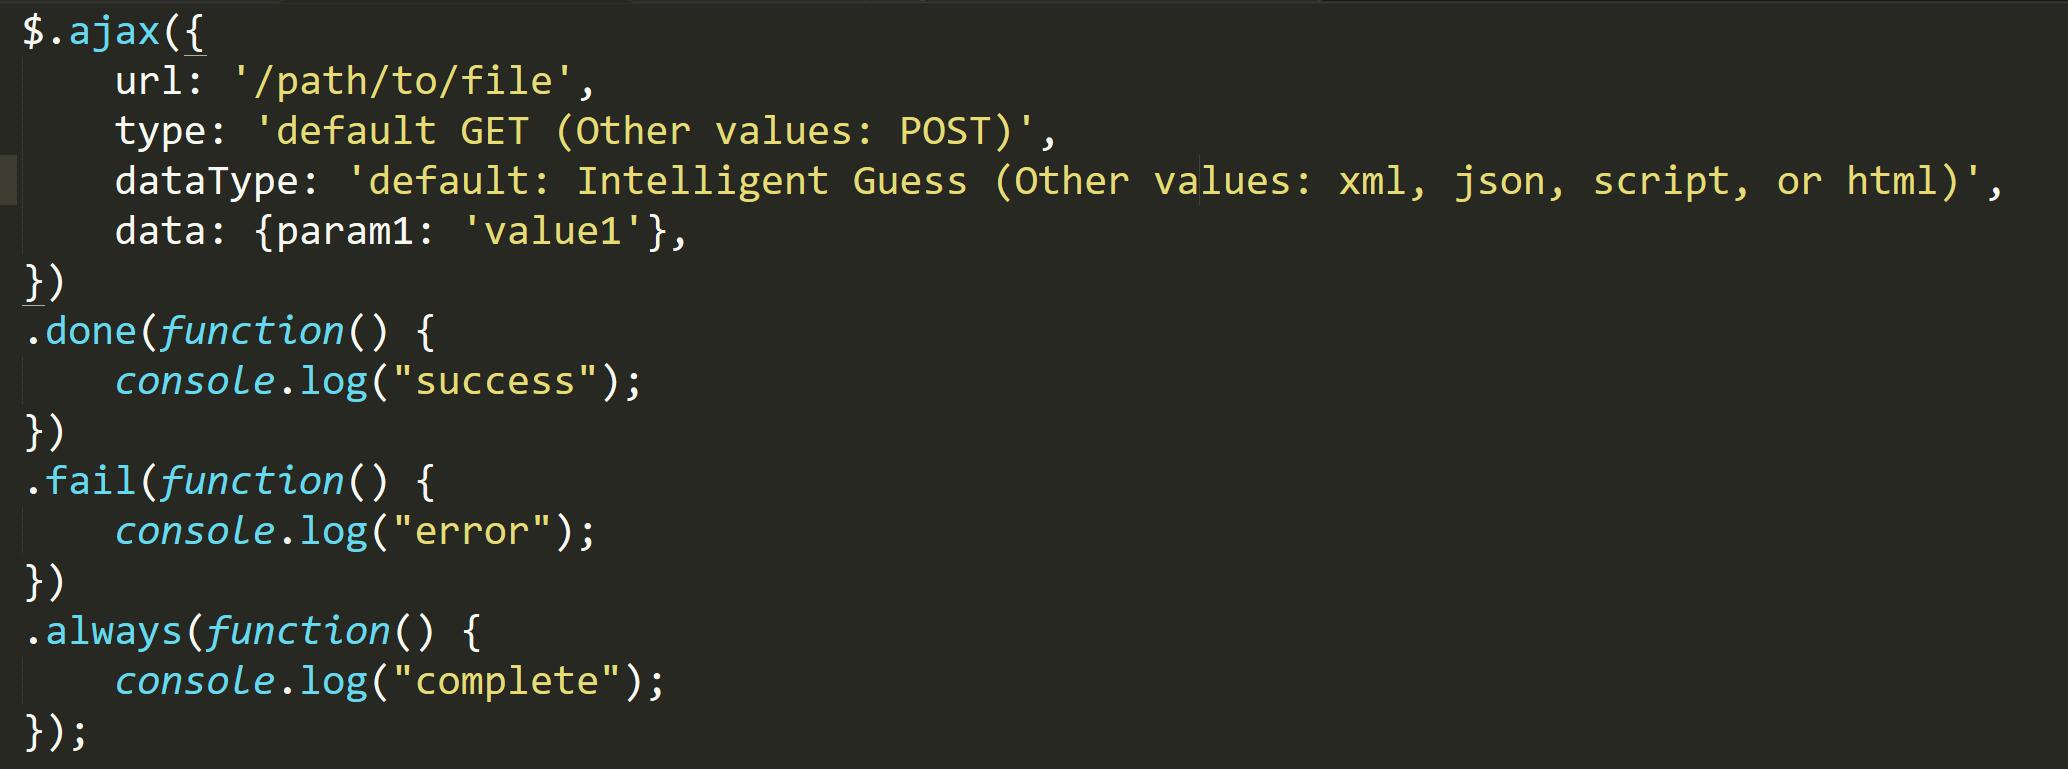 $.ajax({
    url: '/path/to/file',
    type: 'default GET (Other values: POST)',
    dataType: 'default: Intelligent Guess (Other values: xml, json, script, or html)',
    data: {param1: 'value1'},
})
.done(function() {
    console.log("success");
})
.fail(function() {
    console.log("error");
})
.always(function() {
    console.log("complete");
});